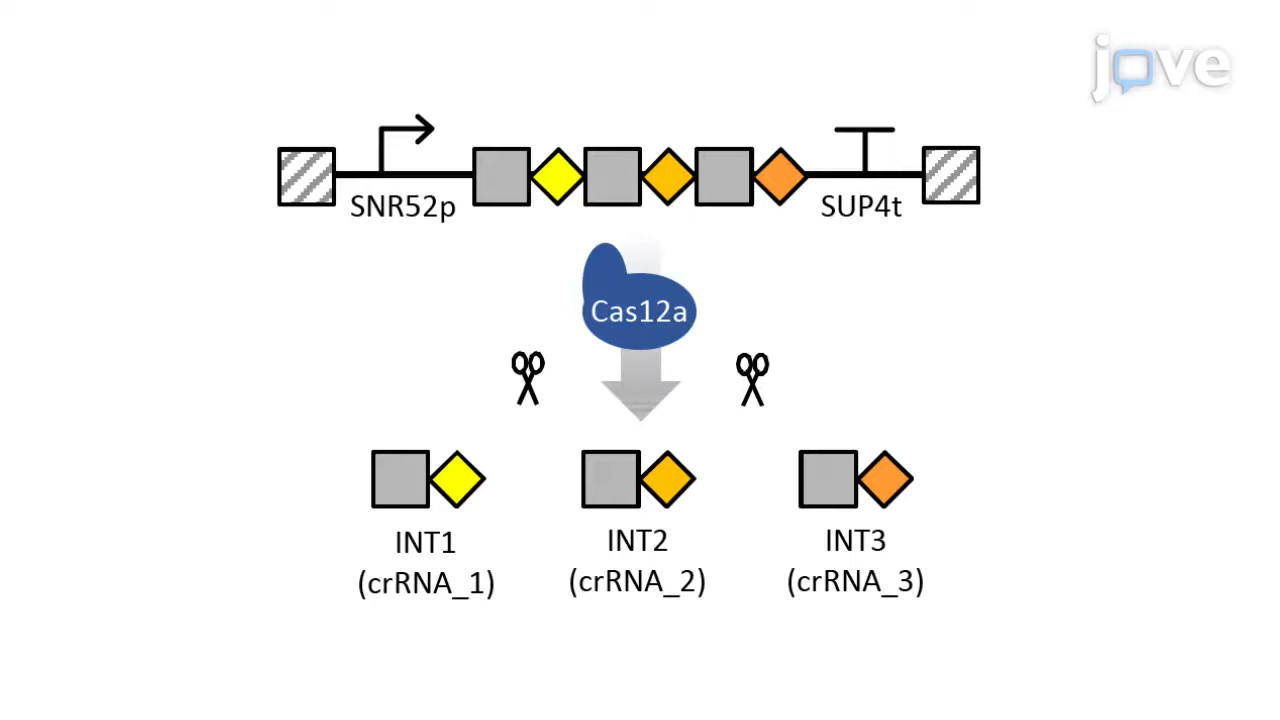 jove
SNR52p
SUP4t
Cas12a
INT1
(crRNA_1)
INT2
(crRNA_2)
INT3
(crRNA_3)